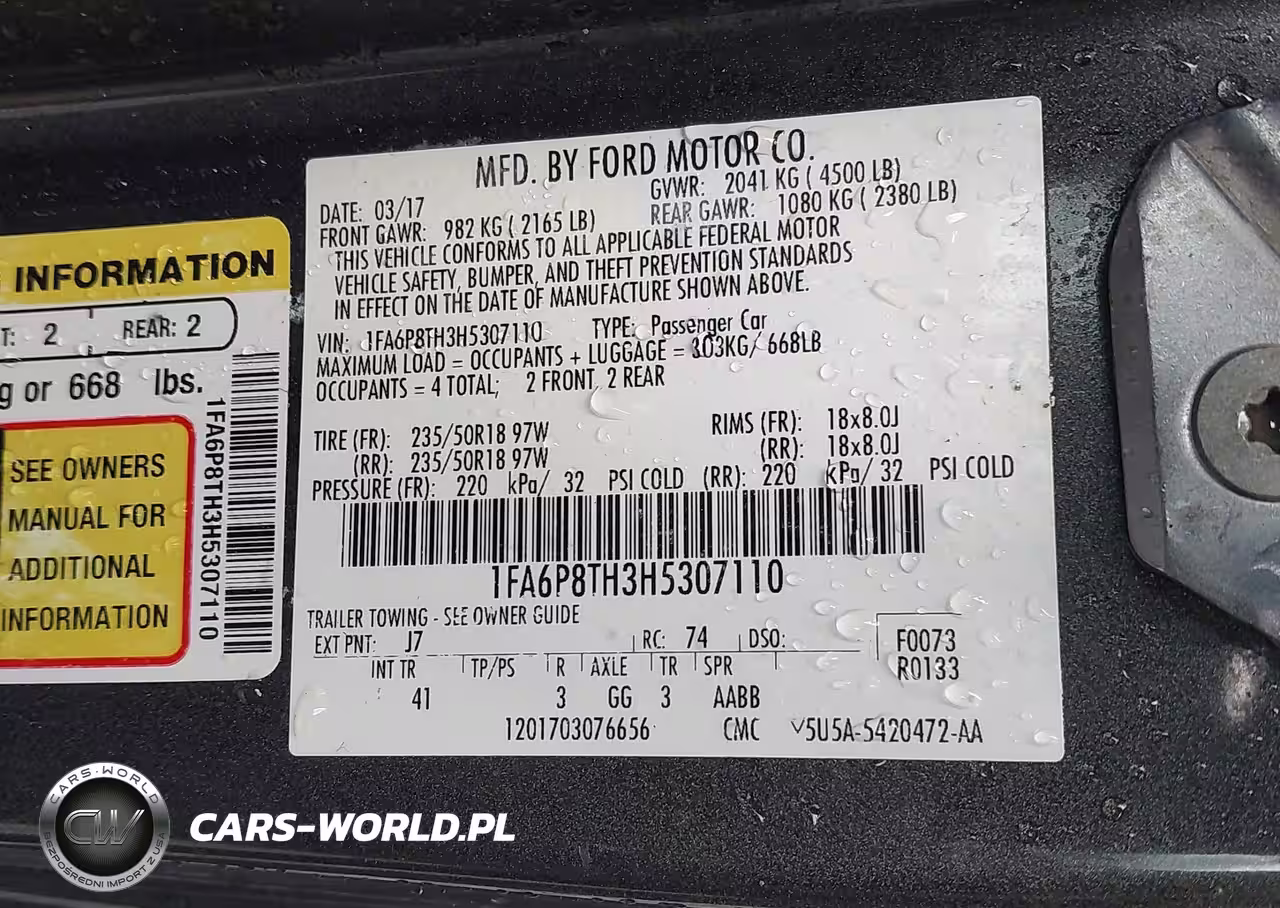 INFORMATION
T: 2 REAR: 2
g or 668 lbs.
SEE OWNERS
MANUAL FOR
ADDITIONAL
INFORMATION
1FA6P8TH3H5307110
MFD. BY FORD MOTOR CO.
DATE: 03/17 GVWR: 2041 KG ( 4500 LB)
FRONT GAWR: 982 KG ( 2165 LB) REAR GAWR: 1080 KG ( 2380 LB)
THIS VEHICLE CONFORMS TO ALL APPLICABLE FEDERAL MOTOR
VEHICLE SAFETY, BUMPER, AND THEFT PREVENTION STANDARDS
IN EFFECT ON THE DATE OF MANUFACTURE SHOWN ABOVE.
VIN: 1FA6P8TH3H5307110 TYPE: Passenger Car
MAXIMUM LOAD = OCCUPANTS + LUGGAGE = 303KG/ 668LB
OCCUPANTS = 4 TOTAL; 2 FRONT, 2 REAR
TIRE (FR): 235/50R18 97W RIMS (FR): 18x8.0J
(RR): 235/50R18 97W (RR): 18x8.0J
PRESSURE (FR): 220 kPa/ 32 PSI COLD (RR): 220 kPa/ 32 PSI COLD
1FA6P8TH3H5307110
TRAILER TOWING - SEE OWNER GUIDE
EXT PNT: J7 RC: 74 DSO: F0073
R0133
INT TR TP/PS R AXLE TR SPR
41 3 GG 3 AABB
1201703076656 CMC V5U5A-5420472-AA
CARS-WORLD
CW
BEZPOŚREDNI IMPORT Z USA
CARS-WORLD.PL